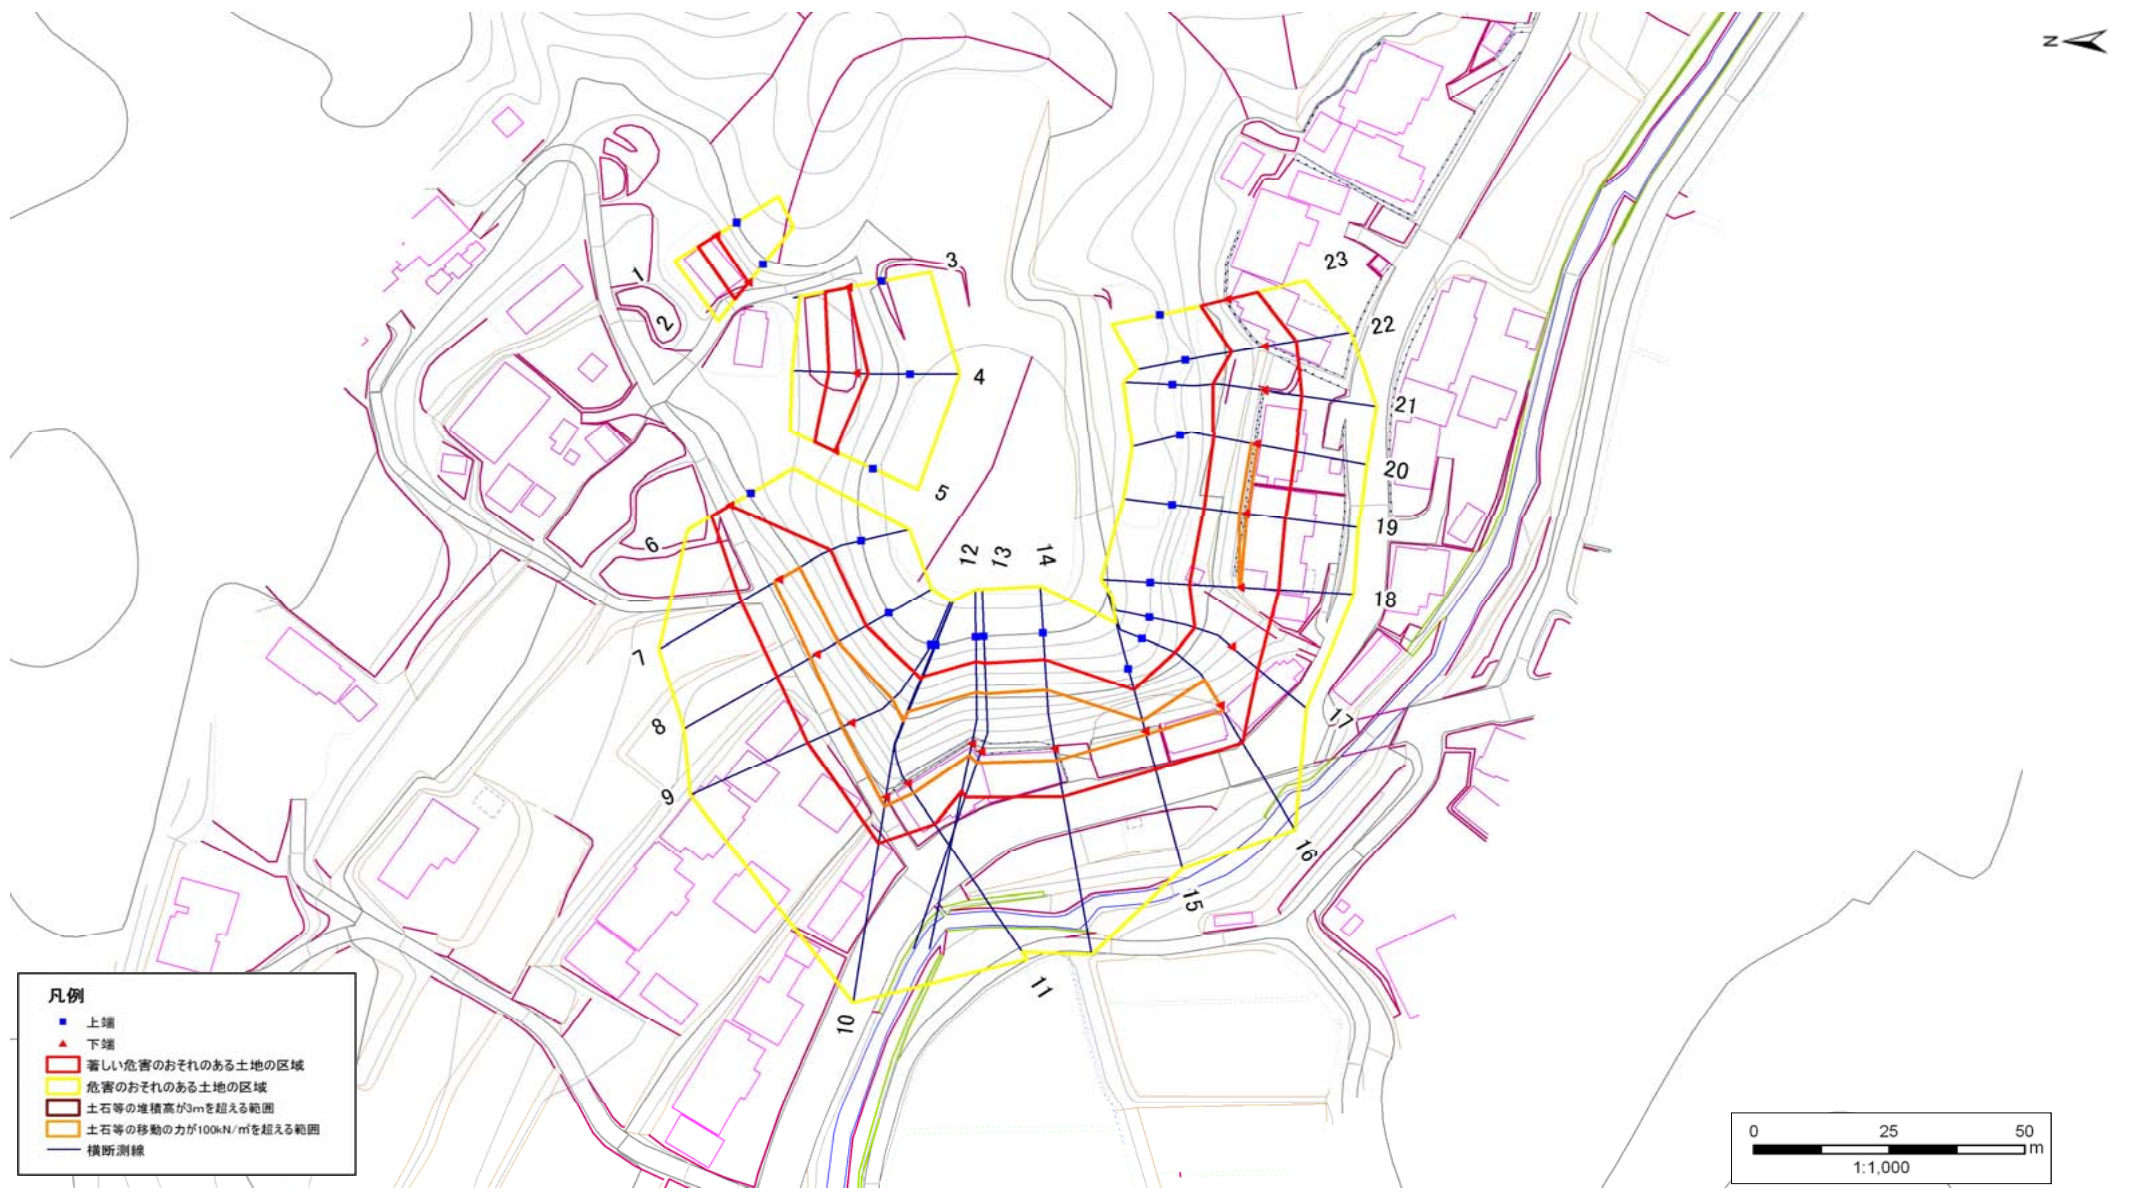 N
1
2
3
4
5
6
7
8
9
10
11
12
13
14
15
16
17
18
19
20
21
22
23
凡例
上端
下端
著しい危害のおそれのある土地の区域
危害のおそれのある土地の区域
土石等の堆積高が3mを超える範囲
土石等の移動の力が100kN/㎡を超える範囲
横断測線
0 25 50
m
1:1,000